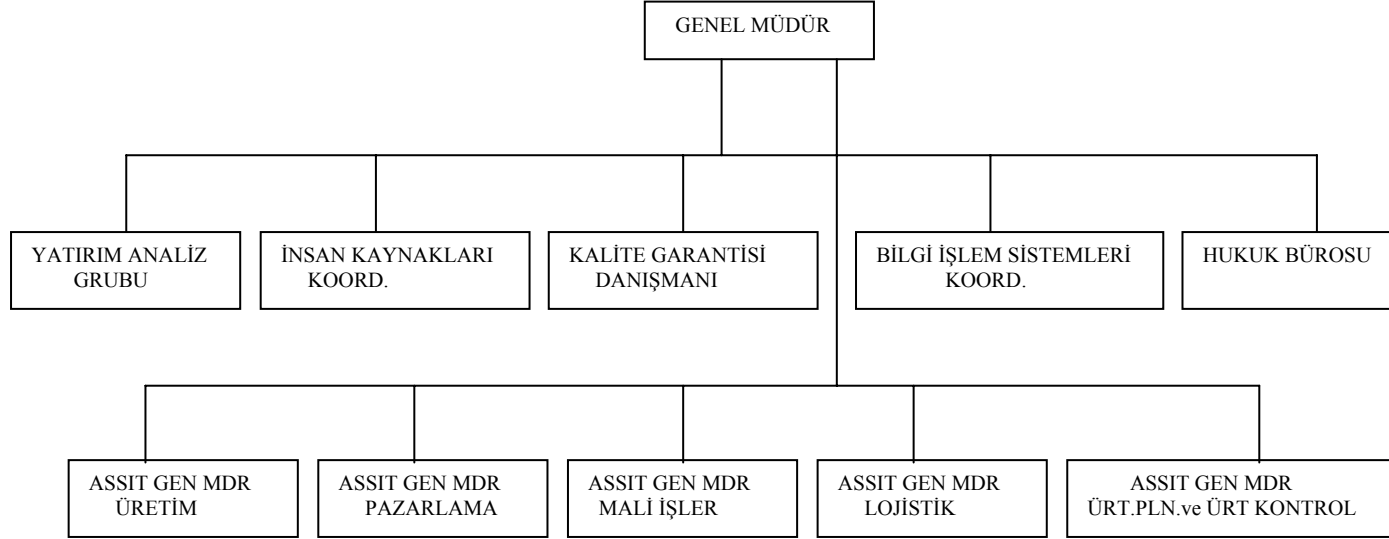 GENEL MÜDÜR
YATIRIM ANALİZ
GRUBU
İNSAN KAYNAKLARI
KOORD.
KALİTE GARANTİSİ
DANIŞMANI
BİLGİ İŞLEM SİSTEMLERİ
KOORD.
HUKUK BÜROSU
ASSIT GEN MDR
ÜRETİM
ASSIT GEN MDR
PAZARLAMA
ASSIT GEN MDR
MALİ İŞLER
ASSIT GEN MDR
LOJİSTİK
ASSIT GEN MDR
ÜRT.PLN.ve ÜRT KONTROL